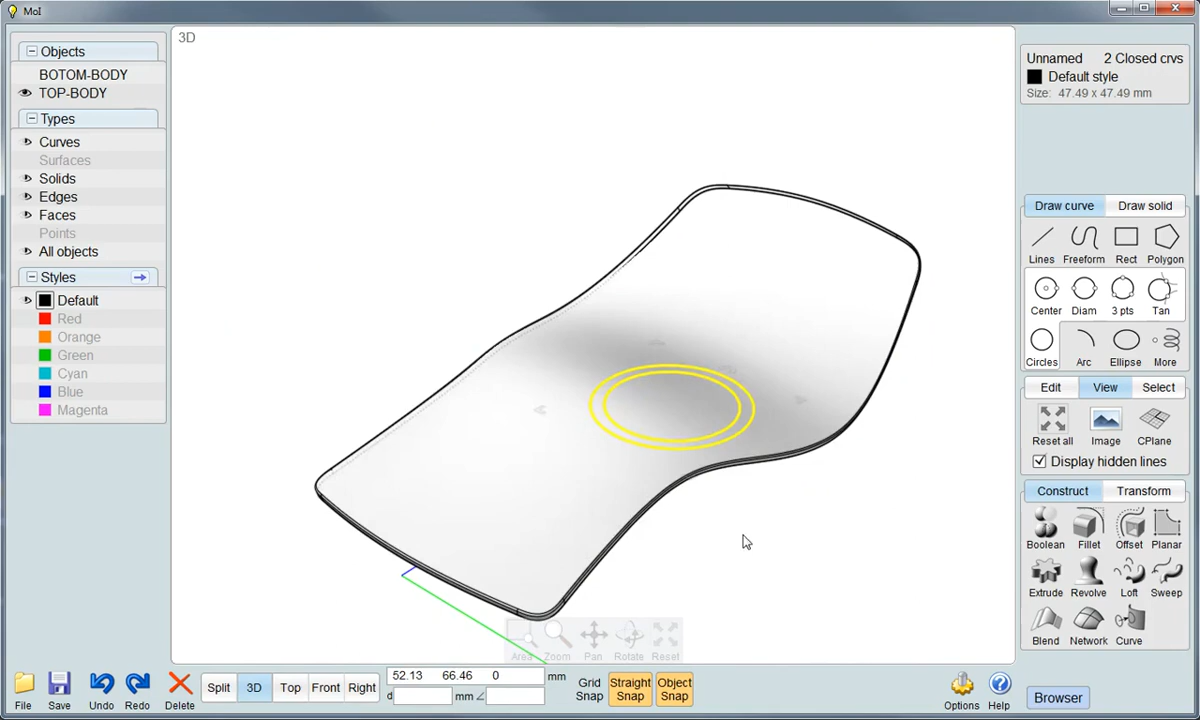 MoI
Objects
BOTOM-BODY
TOP-BODY
Types
Curves
Surfaces
Solids
Edges
Faces
Points
All objects
Styles
Default
Red
Orange
Green
Cyan
Blue
Magenta
3D
Unnamed 2 Closed crvs
Default style
Size: 47.49 x 47.49 mm
Draw curve Draw solid
Lines Freeform Rect Polygon
Center Diam 3 pts Tan
Circles Arc Ellipse More
Edit View Select
Reset all Image CPlane
Display hidden lines
Construct Transform
Boolean Fillet Offset Planar
Extrude Revolve Loft Sweep
Blend Network Curve
Area Zoom Pan Rotate Reset
File Save Undo Redo Delete
Split 3D Top Front Right
52.13 66.46 0 mm
d mm ∠
Grid Snap
Straight Snap
Object Snap
Options Help
Browser